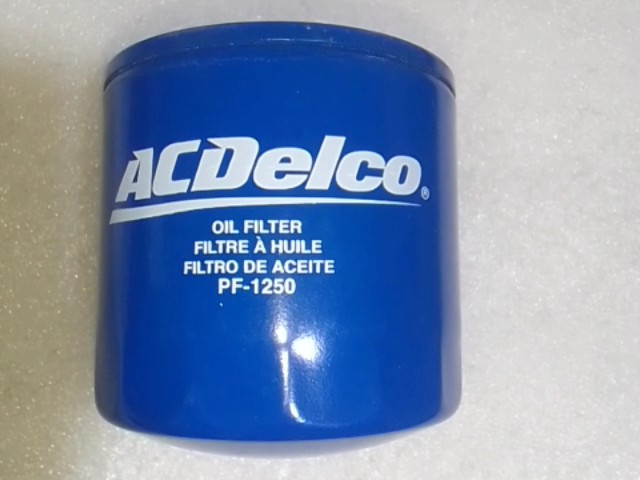 ACDelco®
OIL FILTER
FILTRE À HUILE
FILTRO DE ACEITE
PF-1250